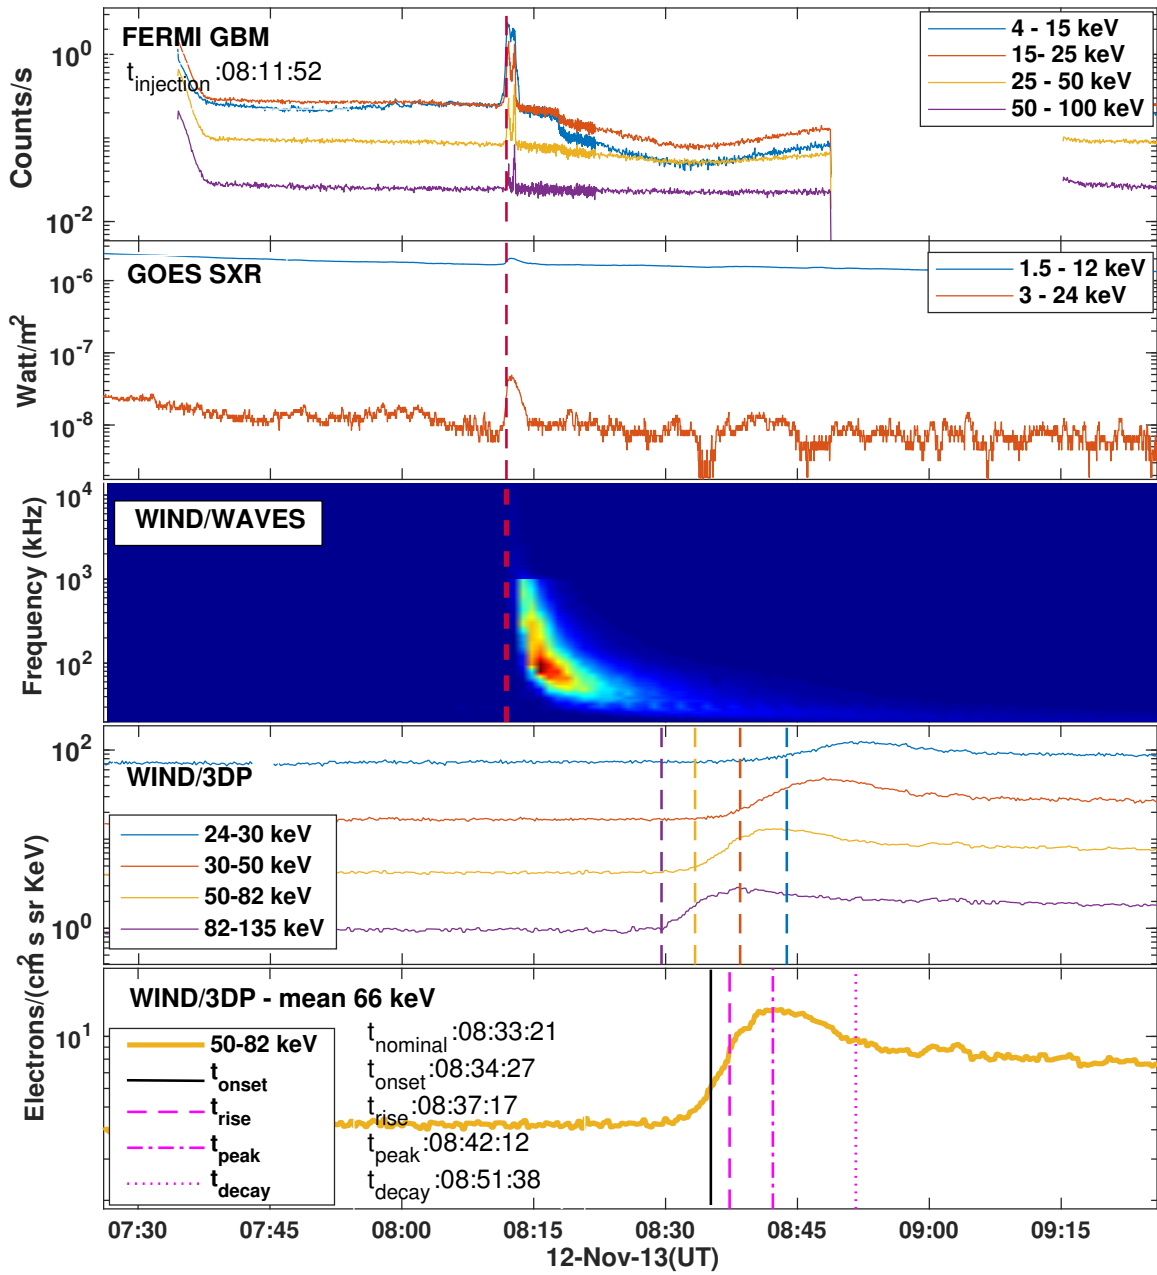 FERMI GBM
t_injection :08:11:52
4 - 15 keV
15- 25 keV
25 - 50 keV
50 - 100 keV
Counts/s
10^0
10^-2
GOES SXR
1.5 - 12 keV
3 - 24 keV
Watt/m^2
10^-6
10^-7
10^-8
WIND/WAVES
Frequency (kHz)
10^4
10^3
10^2
WIND/3DP
24-30 keV
30-50 keV
50-82 keV
82-135 keV
10^2
10^0
Electrons/(cm^2 s sr KeV)
WIND/3DP - mean 66 keV
50-82 keV
t_onset
t_rise
t_peak
t_decay
t_nominal :08:33:21
t_onset :08:34:27
t_rise :08:37:17
t_peak :08:42:12
t_decay :08:51:38
10^1
07:30 07:45 08:00 08:15 08:30 08:45 09:00 09:15
12-Nov-13(UT)